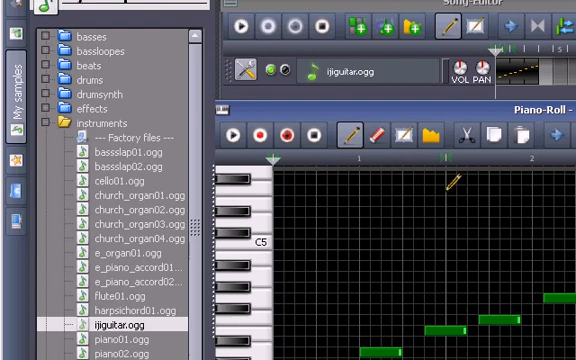 Song-Editor
My samples
basses
bassloopes
beats
drums
drumsynth
effects
instruments
--- Factory files ---
bassslap01.ogg
bassslap02.ogg
cello01.ogg
church_organ01.ogg
church_organ02.ogg
church_organ03.ogg
church_organ04.ogg
e_organ01.ogg
e_piano_accord01...
e_piano_accord02...
flute01.ogg
harpsichord01.ogg
ijiguitar.ogg
piano01.ogg
piano02.ogg
ijiguitar.ogg
VOL PAN
Piano-Roll -
1 2
C5